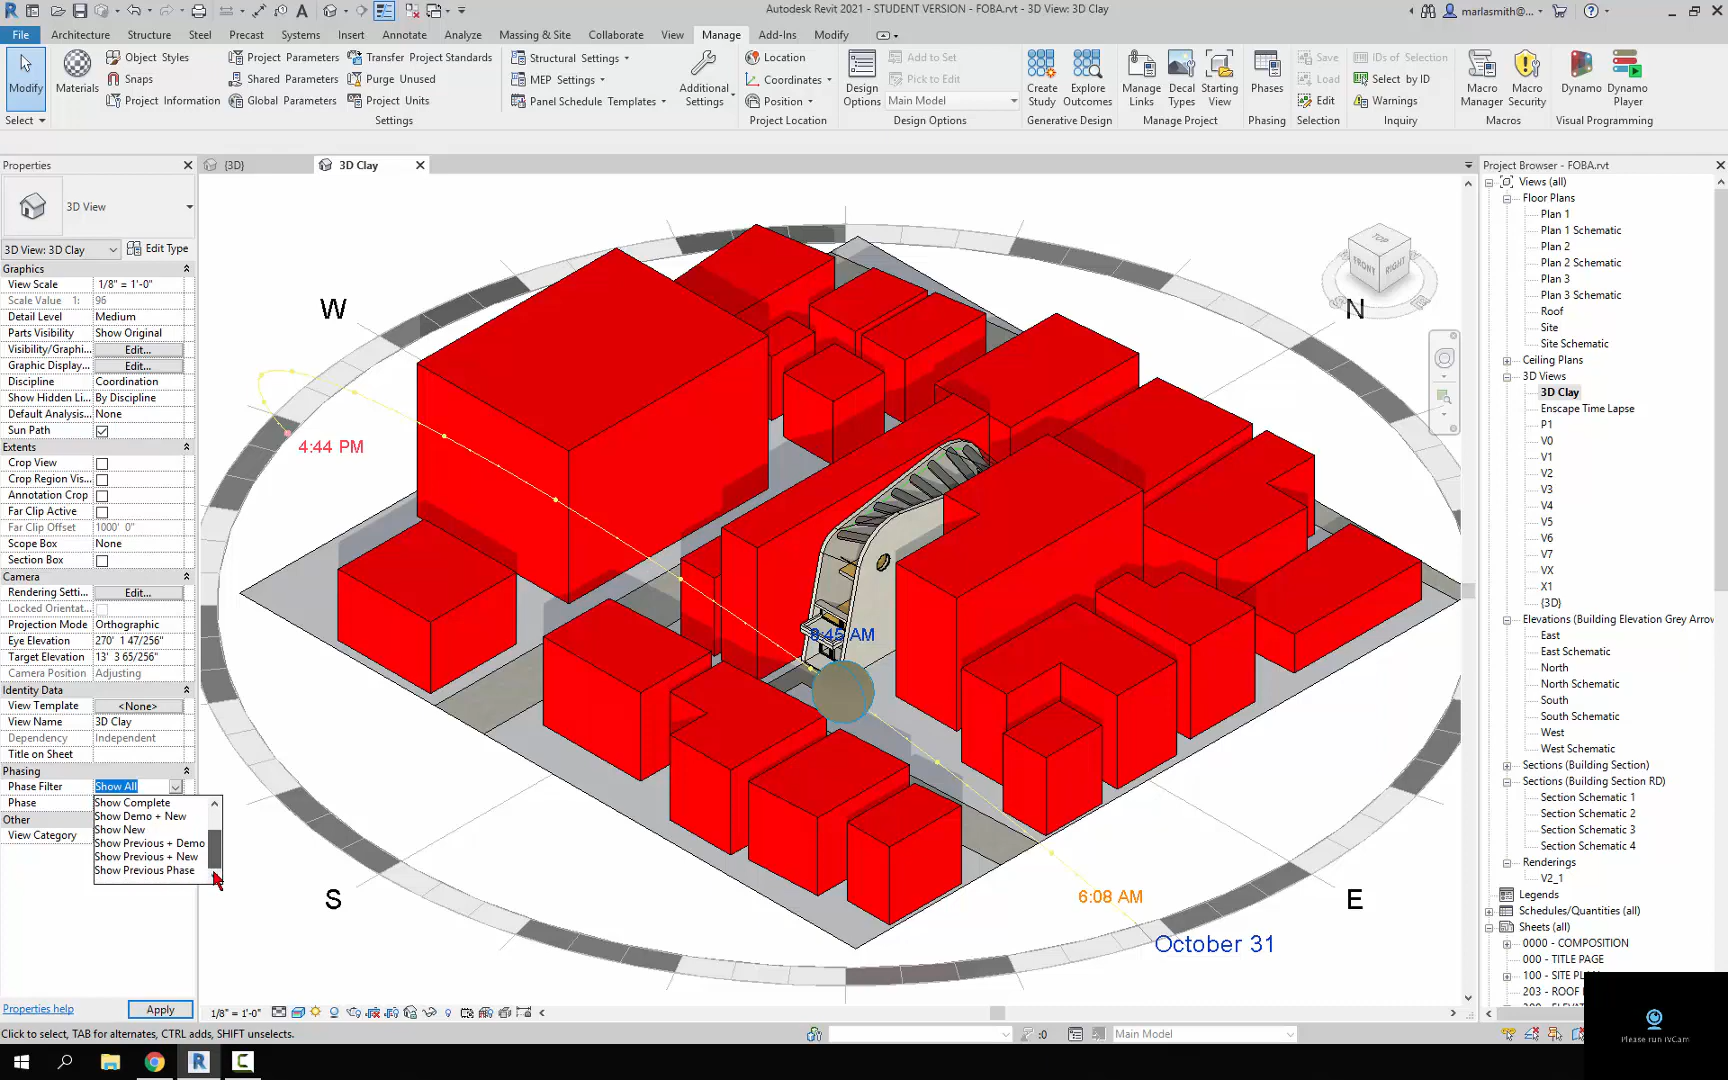 Autodesk Revit 2021 - STUDENT VERSION - FOBA.rvt - 3D View: 3D Clay
marlasmith@...
File Architecture Structure Steel Precast Systems Insert Annotate Analyze Massing & Site Collaborate View Manage Add-Ins Modify
Modify
Select
Materials
Object Styles
Snaps
Project Information
Project Parameters
Shared Parameters
Global Parameters
Transfer Project Standards
Purge Unused
Project Units
Settings
Structural Settings
MEP Settings
Panel Schedule Templates
Additional Settings
Location
Coordinates
Position
Project Location
Design Options
Add to Set
Pick to Edit
Main Model
Design Options
Create Study
Explore Outcomes
Generative Design
Manage Links
Decal Types
Starting View
Manage Project
Phases
Phasing
Save
Load
Edit
Selection
IDs of Selection
Select by ID
Warnings
Inquiry
Macro Manager
Macro Security
Macros
Dynamo
Dynamo Player
Visual Programming
Properties
3D View
3D View: 3D Clay
Edit Type
Graphics
View Scale 1/8" = 1'-0"
Scale Value 1: 96
Detail Level Medium
Parts Visibility Show Original
Visibility/Graphi... Edit...
Graphic Display... Edit...
Discipline Coordination
Show Hidden Li... By Discipline
Default Analysis... None
Sun Path
Extents
Crop View
Crop Region Vis...
Annotation Crop
Far Clip Active
Far Clip Offset 1000' 0"
Scope Box None
Section Box
Camera
Rendering Setti... Edit...
Locked Orientat...
Projection Mode Orthographic
Eye Elevation 270' 1 47/256"
Target Elevation 13' 3 65/256"
Camera Position Adjusting
Identity Data
View Template <None>
View Name 3D Clay
Dependency Independent
Title on Sheet
Phasing
Phase Filter Show All
Phase
Other
View Category
Show Complete
Show Demo + New
Show New
Show Previous + Demo
Show Previous + New
Show Previous Phase
Properties help
Apply
{3D}
3D Clay
W
N
S
E
4:44 PM
8:45 AM
6:08 AM
October 31
TOP
FRONT
RIGHT
Project Browser - FOBA.rvt
Views (all)
Floor Plans
Plan 1
Plan 1 Schematic
Plan 2
Plan 2 Schematic
Plan 3
Plan 3 Schematic
Roof
Site
Site Schematic
Ceiling Plans
3D Views
3D Clay
Enscape Time Lapse
P1
V0
V1
V2
V3
V4
V5
V6
V7
VX
X1
{3D}
Elevations (Building Elevation Grey Arrow
East
East Schematic
North
North Schematic
South
South Schematic
West
West Schematic
Sections (Building Section)
Sections (Building Section RD)
Section Schematic 1
Section Schematic 2
Section Schematic 3
Section Schematic 4
Renderings
V2_1
Legends
Schedules/Quantities (all)
Sheets (all)
0000 - COMPOSITION
000 - TITLE PAGE
100 - SITE PL
203 - ROOF
1/8" = 1'-0"
Click to select, TAB for alternates, CTRL adds, SHIFT unselects.
:0
Main Model
Please run iVCam